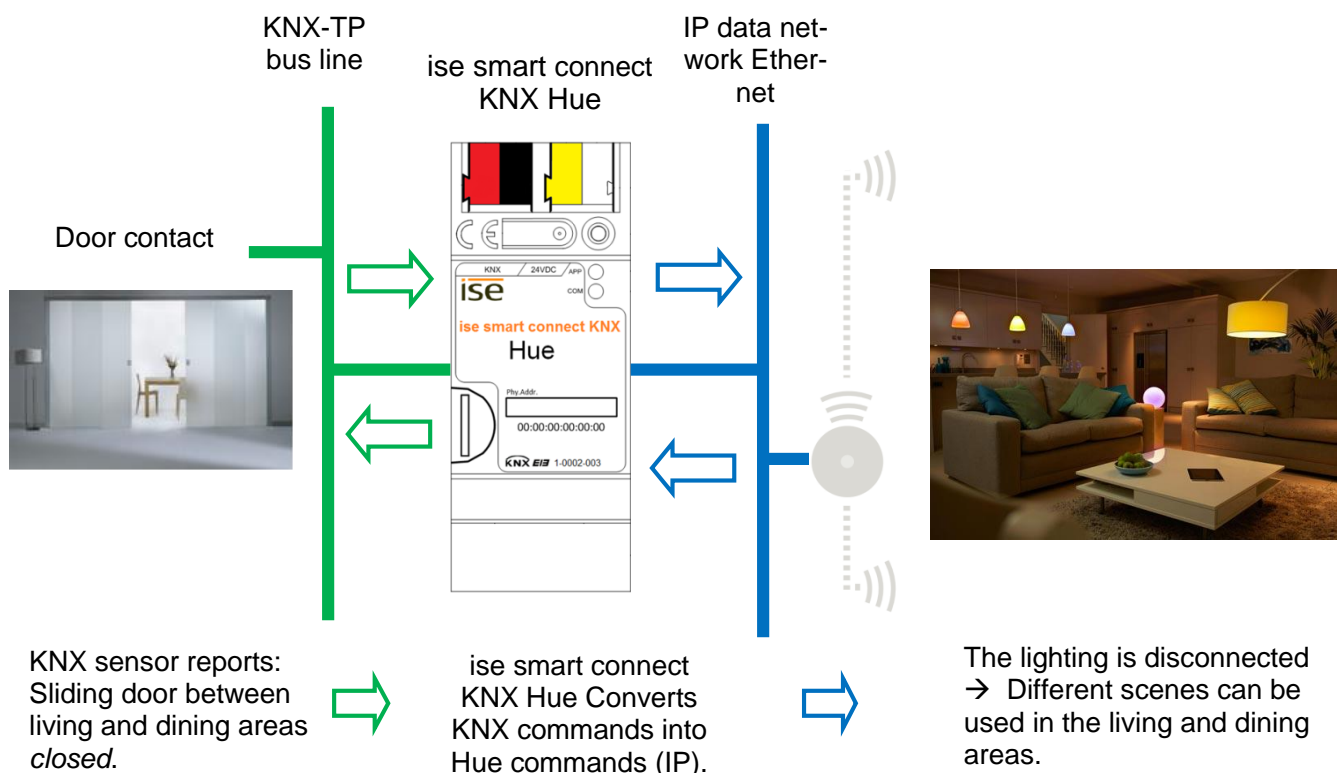 KNX-TP
bus line
ise smart connect
KNX Hue
IP data net-
work Ether-
net
Door contact
KNX
24VDC
APP
COM
ise
ise smart connect KNX
Hue
Phy.Addr.
00:00:00:00:00:00
KNX EIB 1-0002-003
KNX sensor reports:
Sliding door between
living and dining areas
closed.
ise smart connect
KNX Hue Converts
KNX commands into
Hue commands (IP).
The lighting is disconnected
→ Different scenes can be
used in the living and dining
areas.